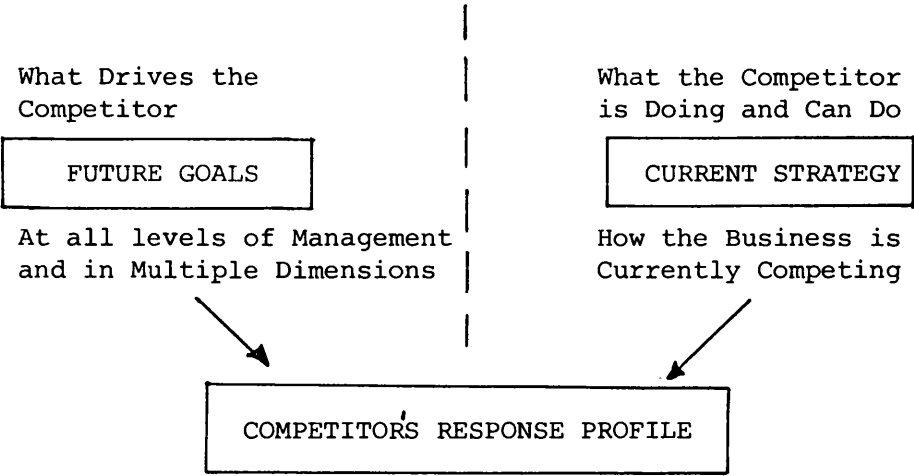 What Drives the
Competitor
FUTURE GOALS
At all levels of Management
and in Multiple Dimensions
What the Competitor
is Doing and Can Do
CURRENT STRATEGY
How the Business is
Currently Competing
COMPETITOR'S RESPONSE PROFILE